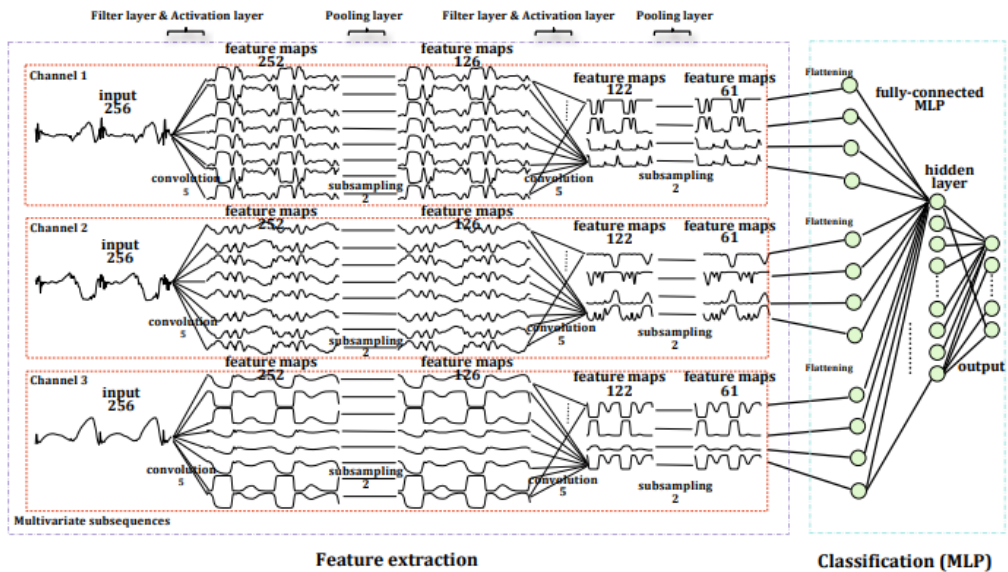 Filter layer & Activation layer
Pooling layer
Filter layer & Activation layer
Pooling layer
Channel 1
input
256
convolution
5
feature maps
252
subsampling
2
feature maps
126
convolution
5
feature maps
122
subsampling
2
feature maps
61
Channel 2
input
256
convolution
5
feature maps
252
subsampling
2
feature maps
126
convolution
5
feature maps
122
subsampling
2
feature maps
61
Channel 3
input
256
convolution
5
feature maps
252
subsampling
2
feature maps
126
convolution
5
feature maps
122
subsampling
2
feature maps
61
Multivariate subsequences
Flattening
Flattening
Flattening
fully-connected
MLP
hidden
layer
output
Feature extraction
Classification (MLP)